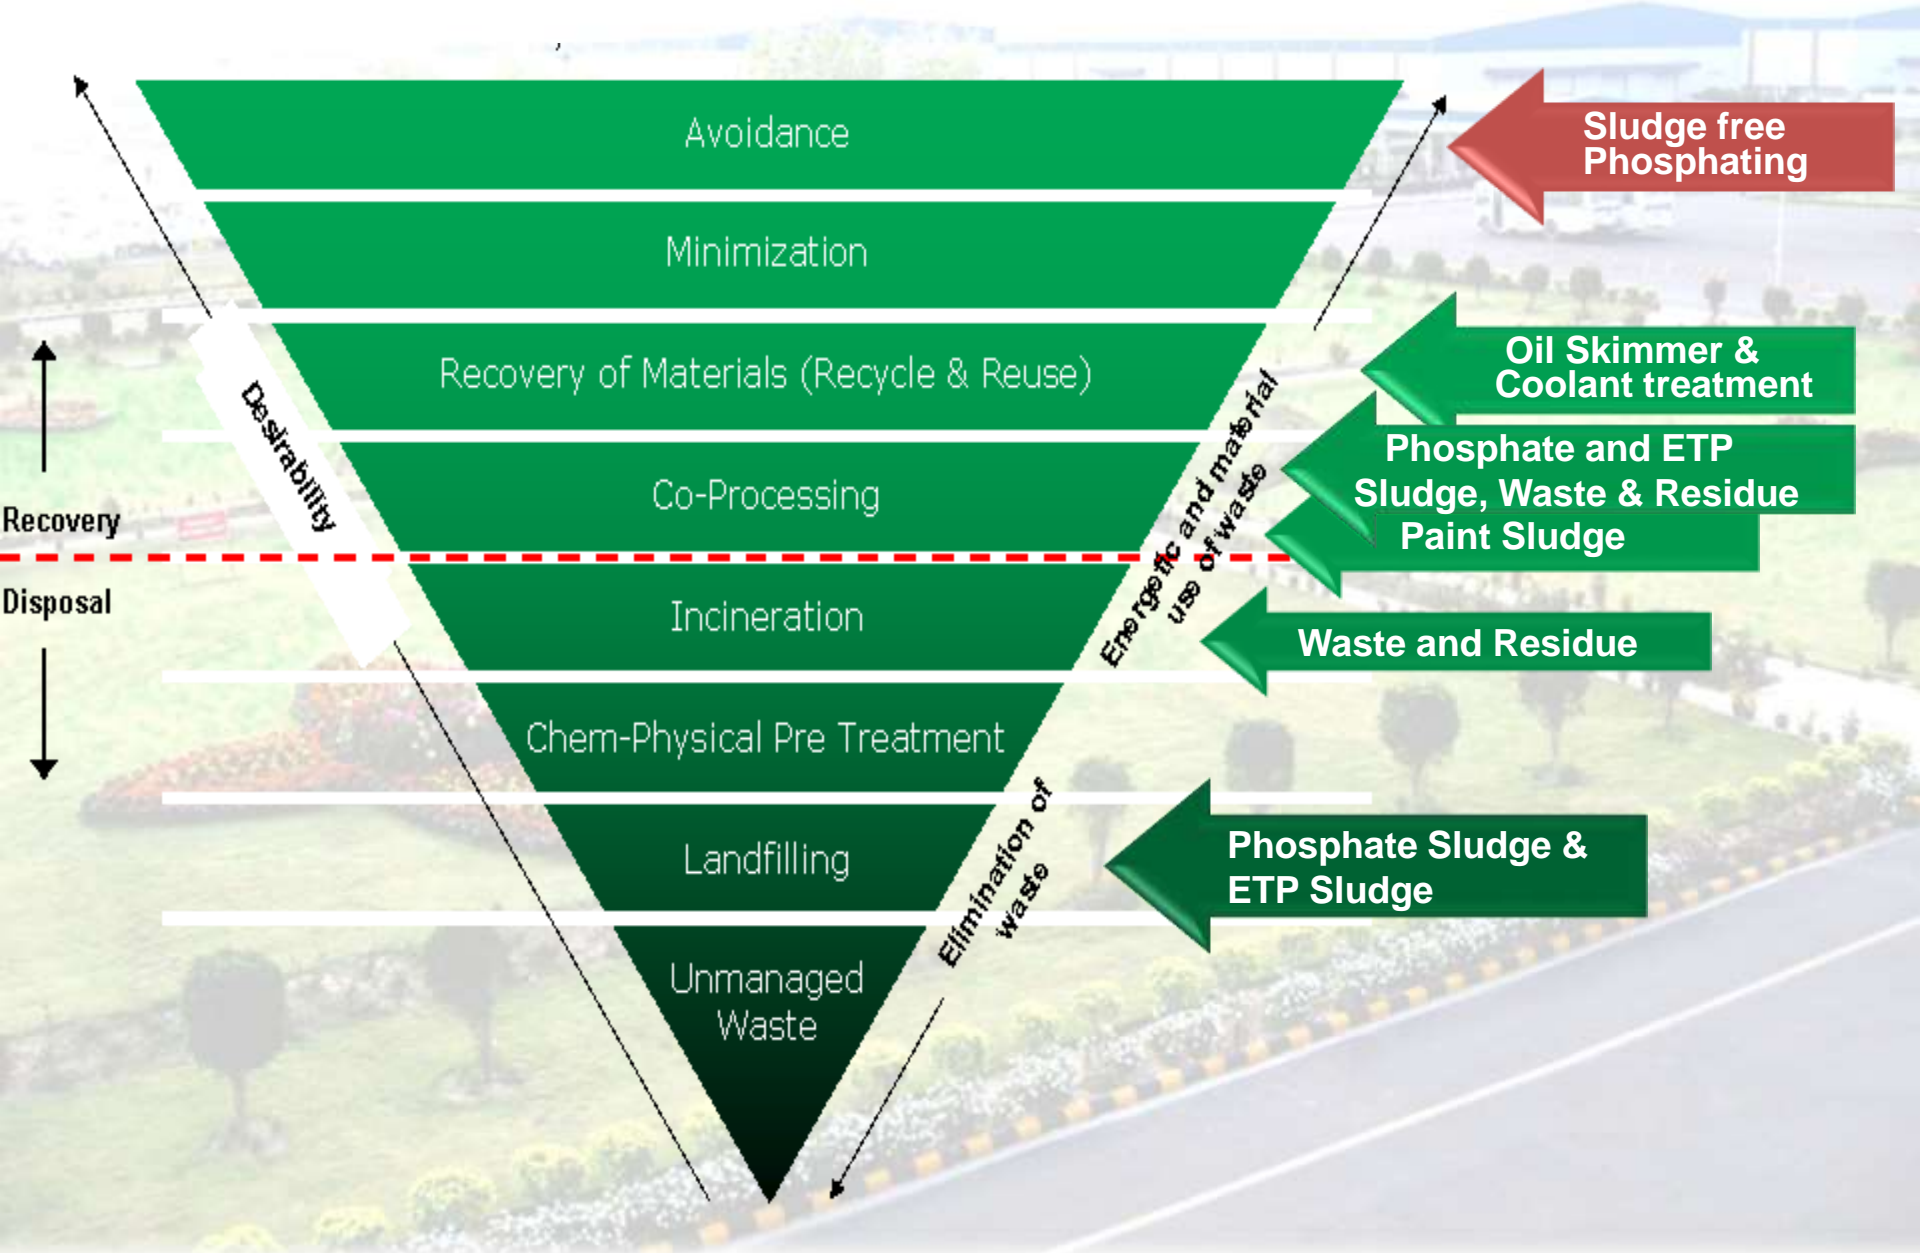 Avoidance
Sludge free
Phosphating
Minimization
Recovery of Materials (Recycle & Reuse)
Oil Skimmer &
Coolant treatment
Desirability
Energetic and material
use of waste
Co-Processing
Phosphate and ETP
Sludge, Waste & Residue
Paint Sludge
Recovery
Disposal
Incineration
Waste and Residue
Chem-Physical Pre Treatment
Elimination of
waste
Landfilling
Phosphate Sludge &
ETP Sludge
Unmanaged
Waste